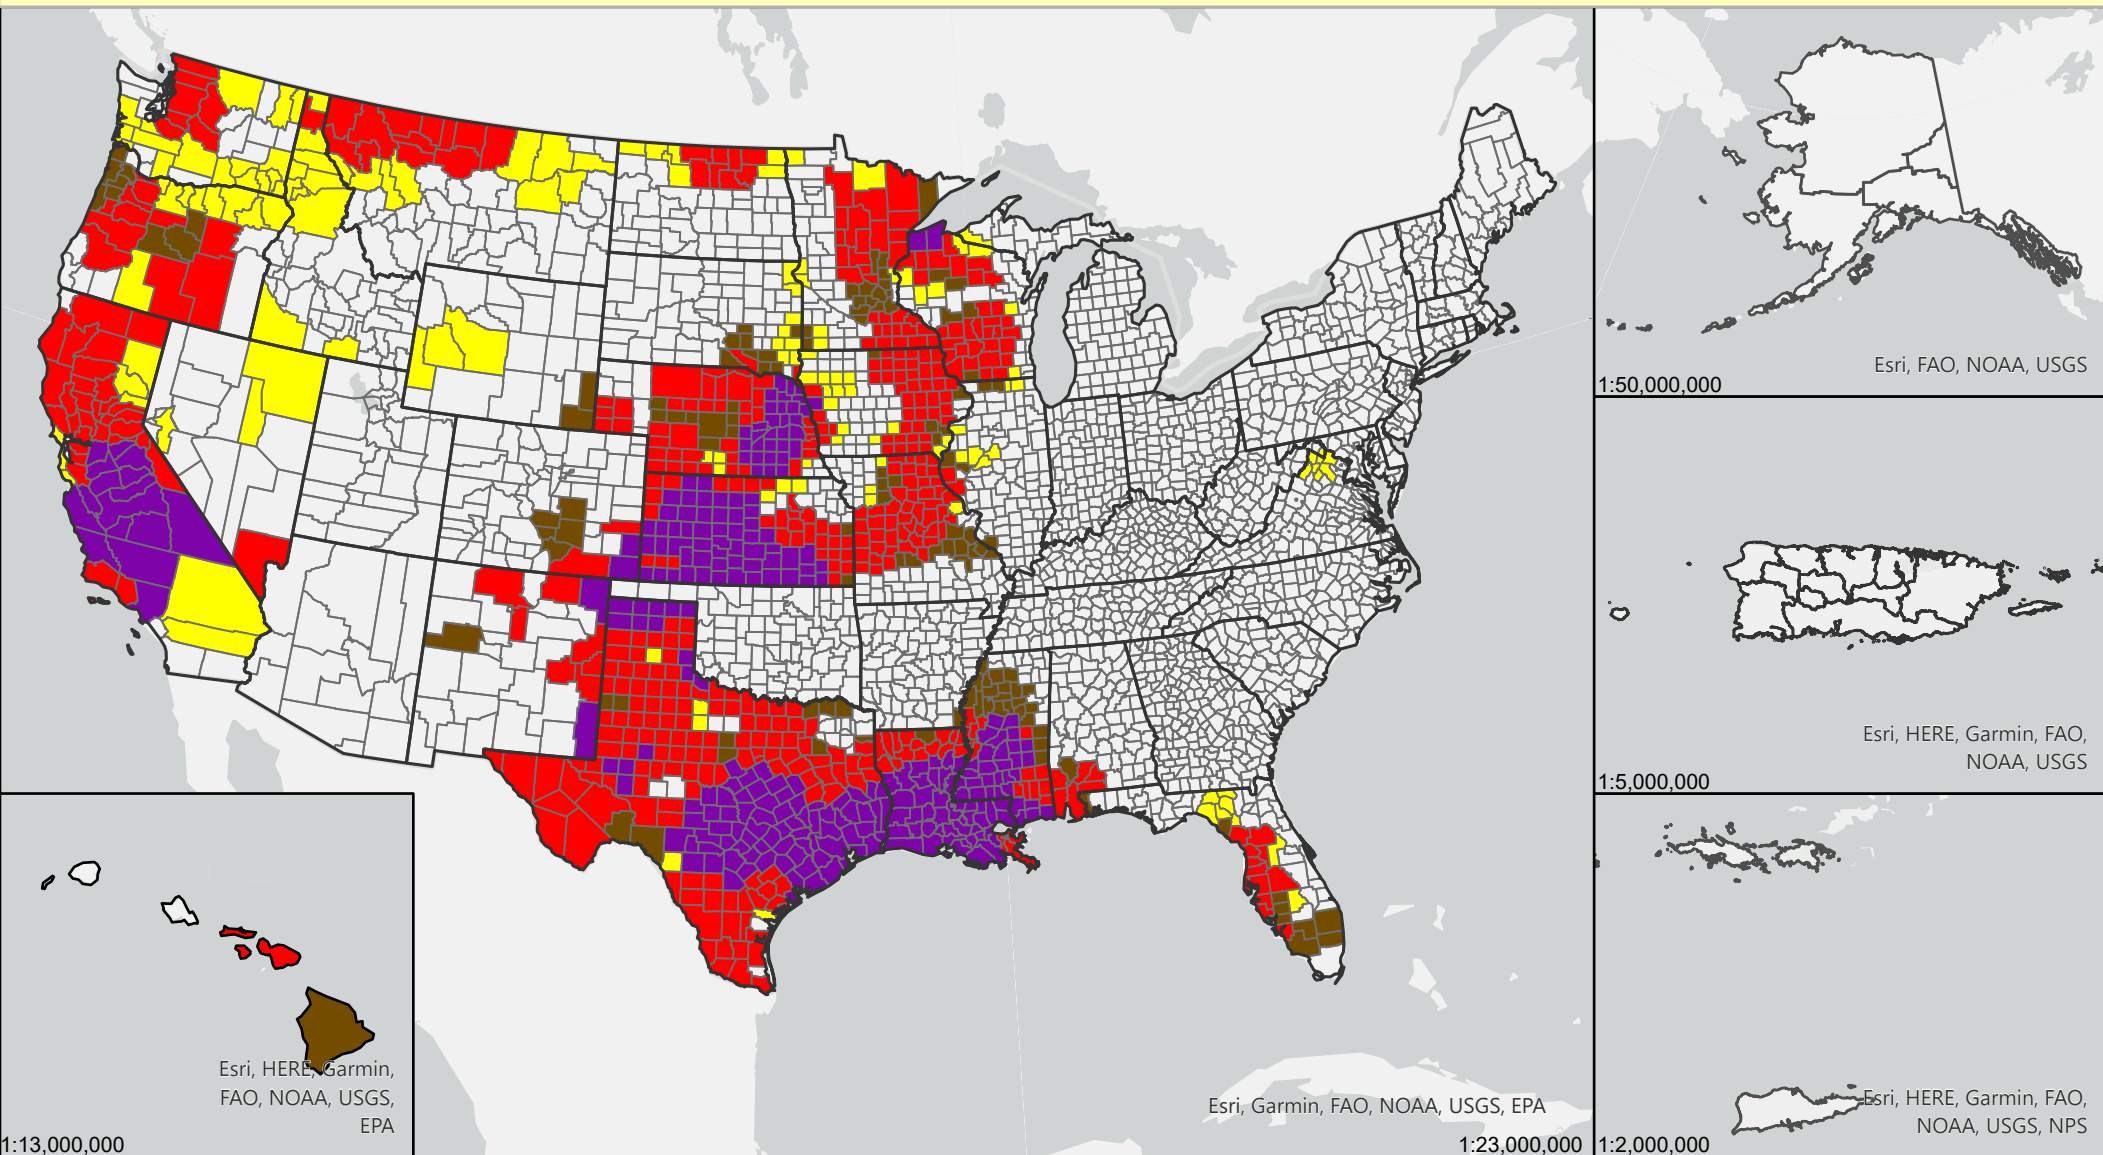 Esri, FAO, NOAA, USGS
1:50,000,000
Esri, HERE, Garmin, FAO,
NOAA, USGS
1:5,000,000
Esri, HERE, Garmin,
FAO, NOAA, USGS,
EPA
1:13,000,000
Esri, Garmin, FAO, NOAA, USGS, EPA
1:23,000,000
Esri, HERE, Garmin, FAO,
NOAA, USGS, NPS
1:2,000,000